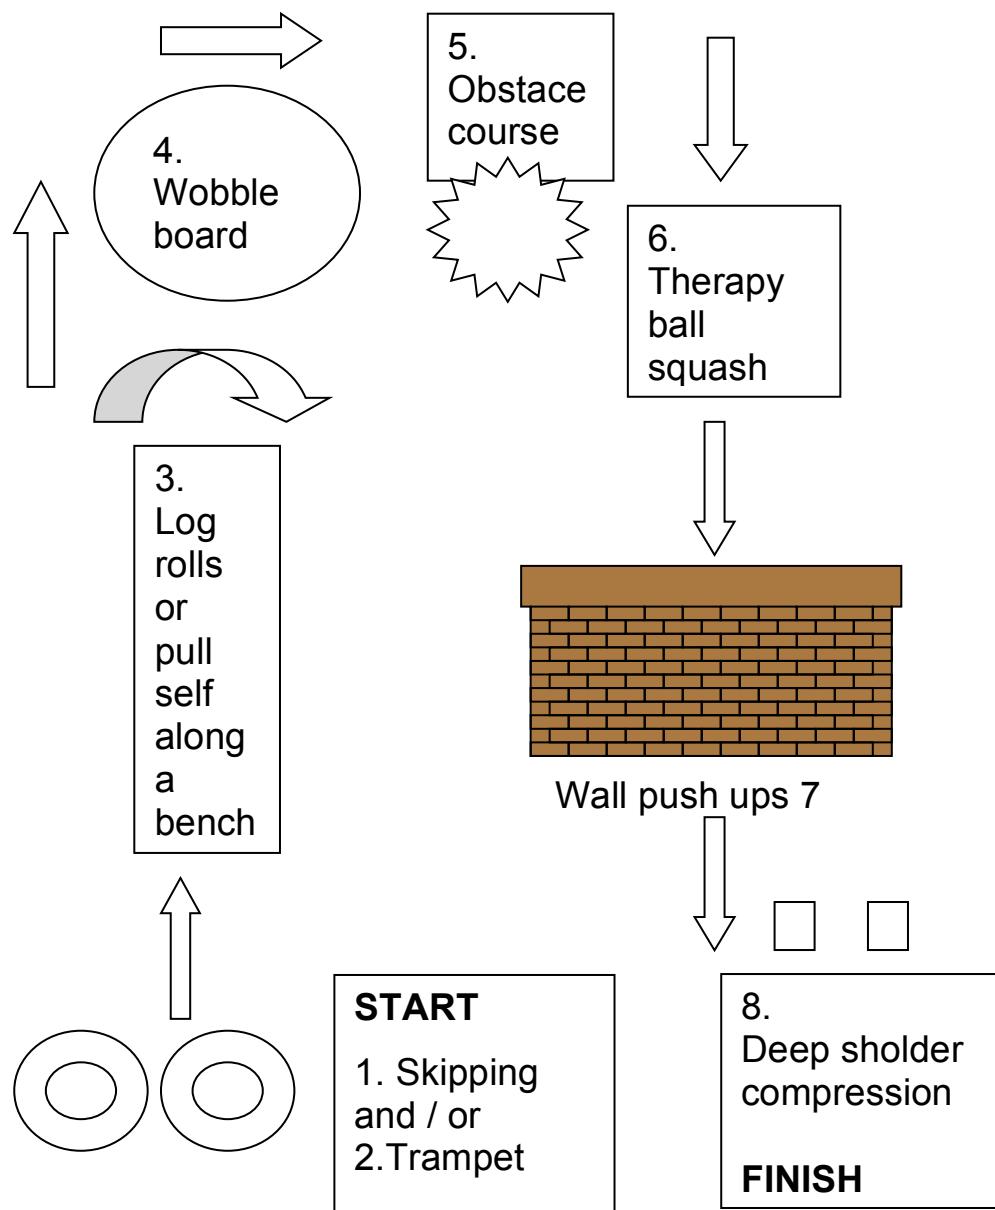 5.
Obstace
course
4.
Wobble
board
6.
Therapy
ball
squash
3.
Log
rolls
or
pull
self
along
a
bench
Wall push ups 7
START
1. Skipping
and / or
2.Trampet
8.
Deep sholder
compression
FINISH